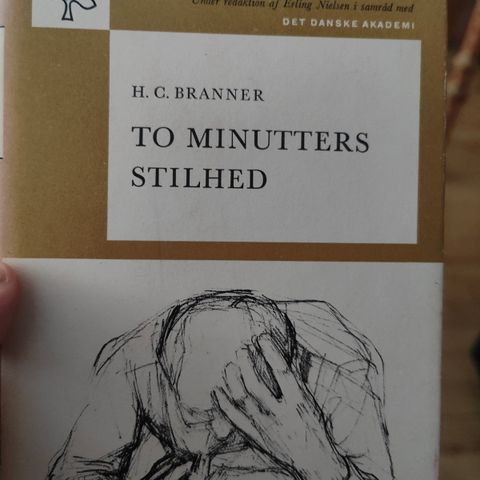 Under redaktion af Erling Nielsen i samråd med
DET DANSKE AKADEMI
H. C. BRANNER
TO MINUTTERS
STILHED